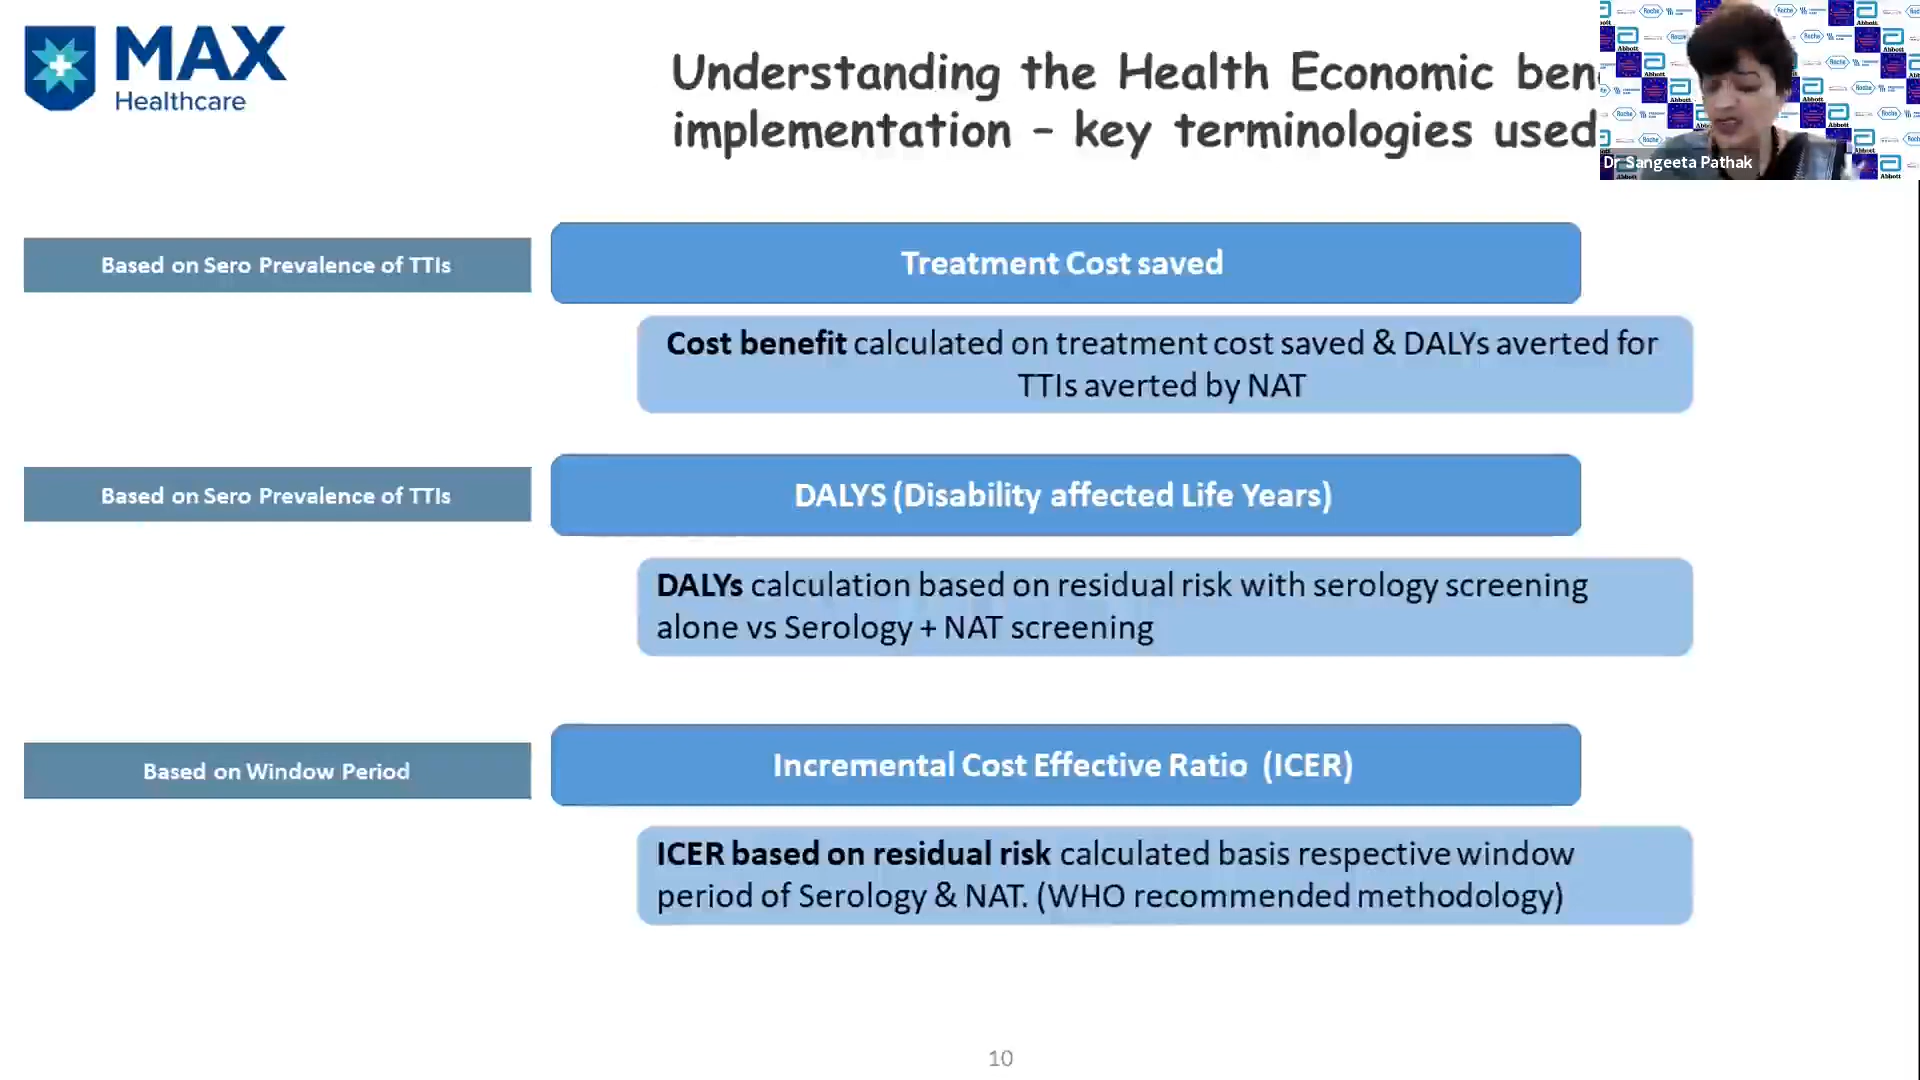 MAX
Healthcare
Understanding the Health Economic
implementation – key terminologies used
Dr Sangeeta Pathak
Based on Sero Prevalence of TTIs
Treatment Cost saved
Cost benefit calculated on treatment cost saved & DALYs averted for
TTIs averted by NAT
Based on Sero Prevalence of TTIs
DALYS (Disability affected Life Years)
DALYs calculation based on residual risk with serology screening
alone vs Serology + NAT screening
Based on Window Period
Incremental Cost Effective Ratio (ICER)
ICER based on residual risk calculated basis respective window
period of Serology & NAT. (WHO recommended methodology)
10
Roche
Abbott